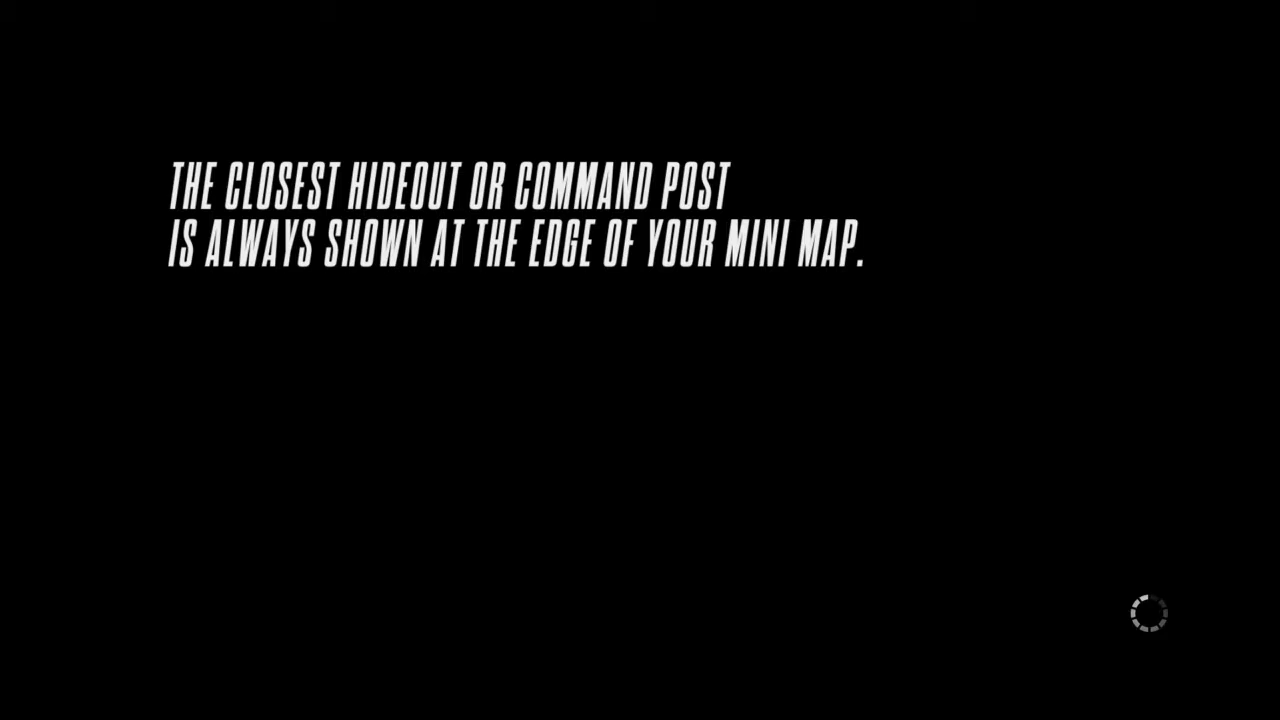 THE CLOSEST HIDEOUT OR COMMAND POST
IS ALWAYS SHOWN AT THE EDGE OF YOUR MINI MAP.